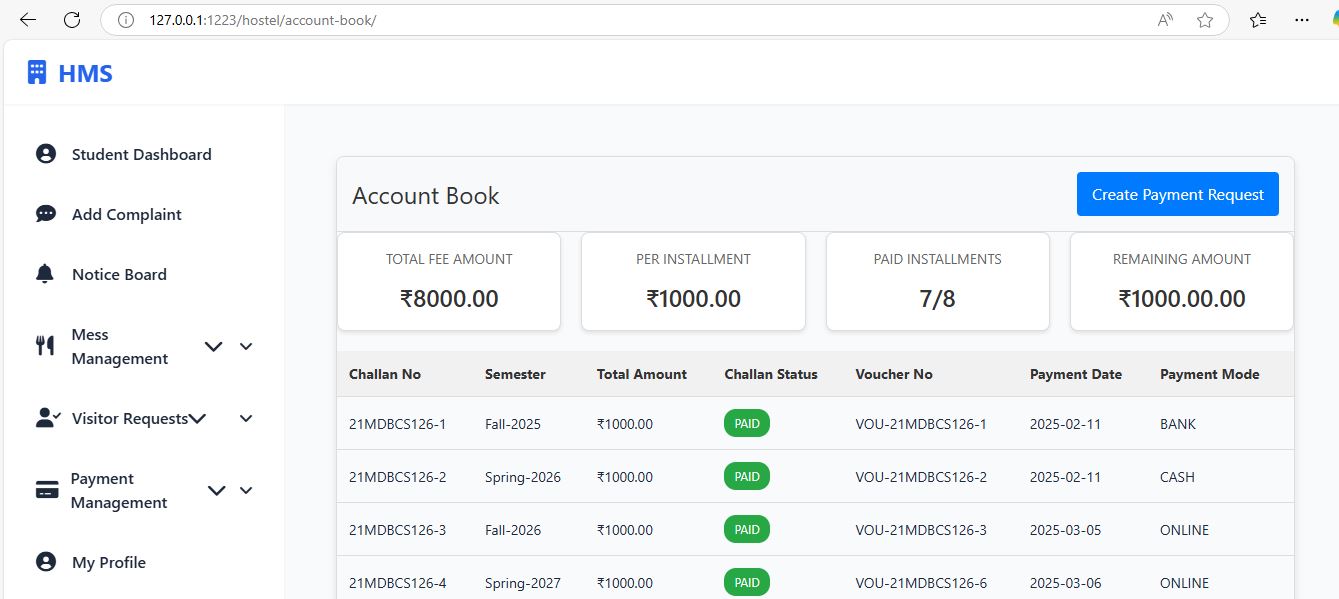 127.0.0.1:1223/hostel/account-book/
HMS
Student Dashboard
Add Complaint
Notice Board
Mess
Management
Visitor Requests
Payment
Management
My Profile
Account Book
Create Payment Request
TOTAL FEE AMOUNT
₹8000.00
PER INSTALLMENT
₹1000.00
PAID INSTALLMENTS
7/8
REMAINING AMOUNT
₹1000.00.00
Challan No Semester Total Amount Challan Status Voucher No Payment Date Payment Mode
21MDBCS126-1 Fall-2025 ₹1000.00 PAID VOU-21MDBCS126-1 2025-02-11 BANK
21MDBCS126-2 Spring-2026 ₹1000.00 PAID VOU-21MDBCS126-2 2025-02-11 CASH
21MDBCS126-3 Fall-2026 ₹1000.00 PAID VOU-21MDBCS126-3 2025-03-05 ONLINE
21MDBCS126-4 Spring-2027 ₹1000.00 PAID VOU-21MDBCS126-6 2025-03-06 ONLINE